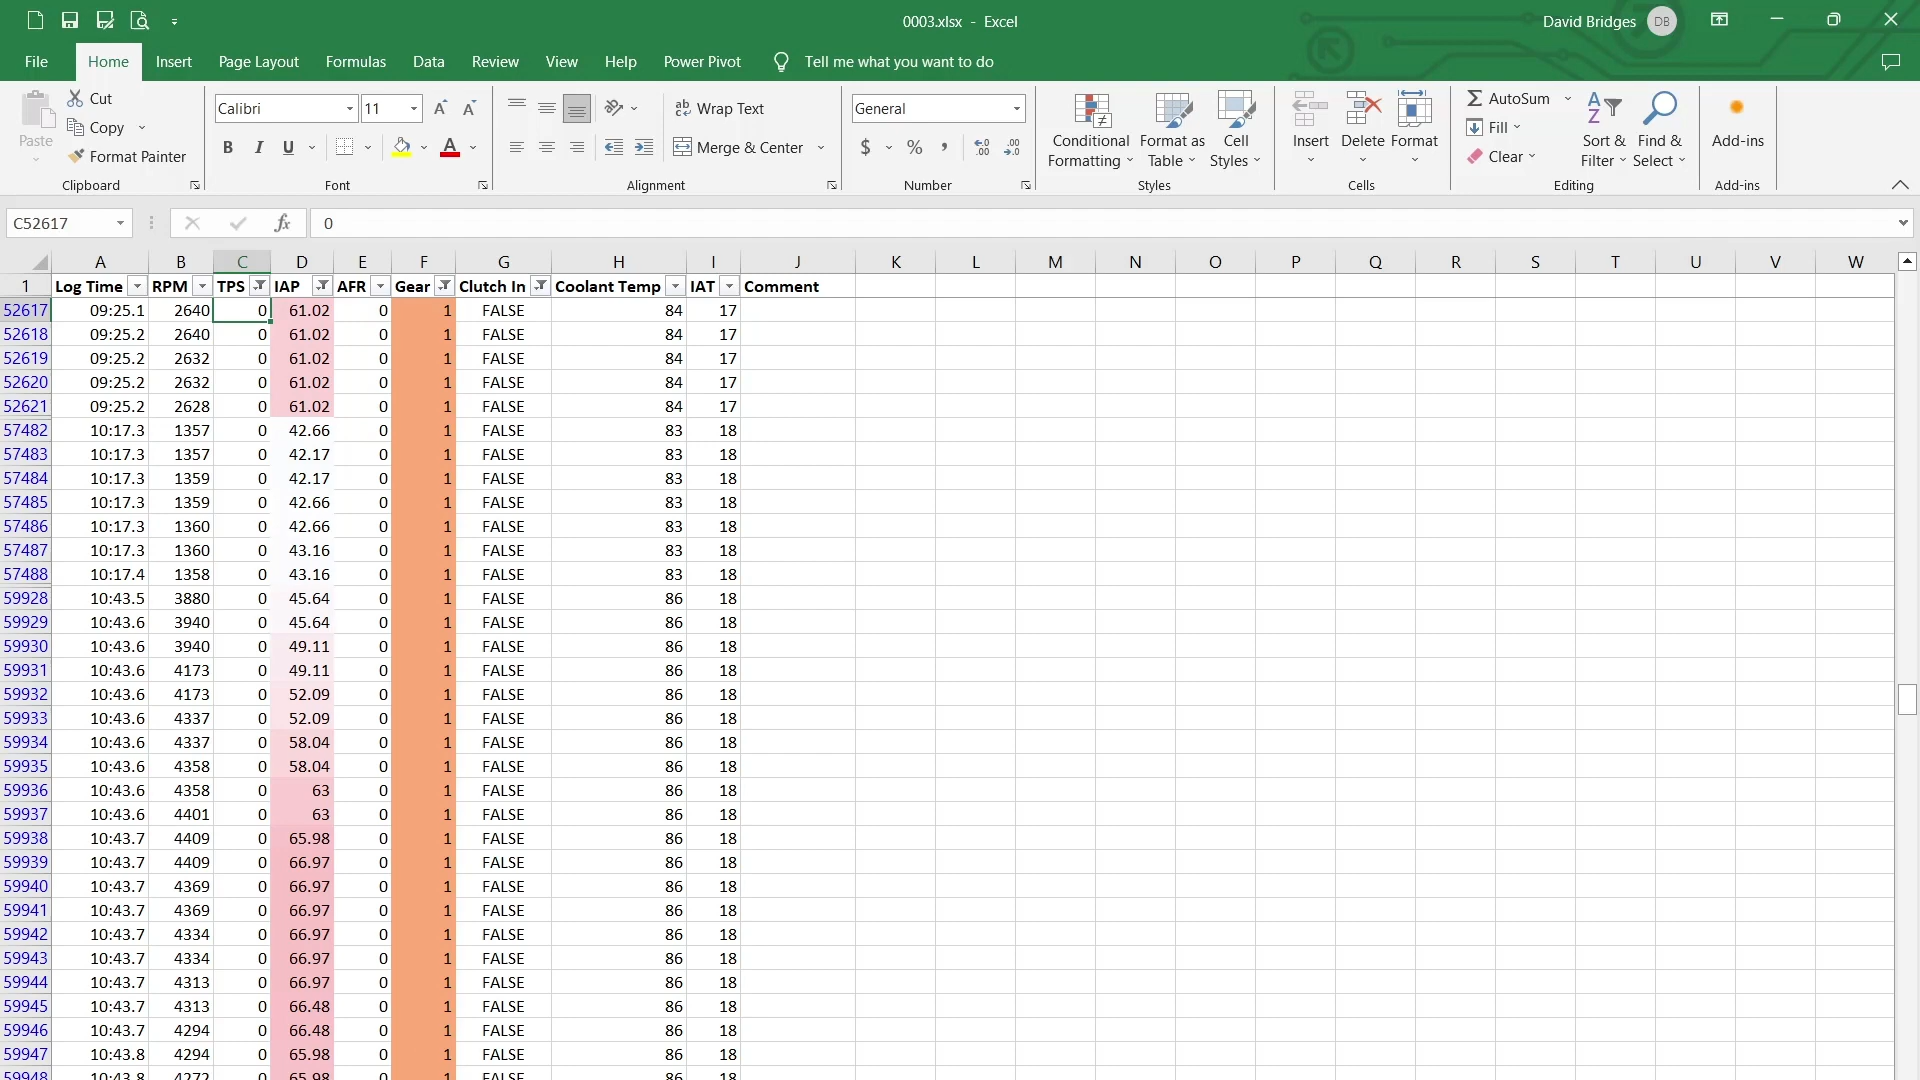 0003.xlsx - Excel
David Bridges DB
File Home Insert Page Layout Formulas Data Review View Help Power Pivot Tell me what you want to do
Paste
Cut
Copy
Format Painter
Clipboard
Calibri 11
B I U A
Font
Wrap Text
Merge & Center
Alignment
General
$ % ,
Number
Conditional Formatting
Format as Table
Cell Styles
Styles
Insert Delete Format
Cells
AutoSum
Fill
Clear
Sort & Filter
Find & Select
Editing
Add-ins
Add-ins
C52617 fx 0
A B C D E F G H I J K L M N O P Q R S T U V W
1 Log Time RPM TPS IAP AFR Gear Clutch In Coolant Temp IAT Comment
52617 09:25.1 2640 0 61.02 0 1 FALSE 84 17
52618 09:25.2 2640 0 61.02 0 1 FALSE 84 17
52619 09:25.2 2632 0 61.02 0 1 FALSE 84 17
52620 09:25.2 2632 0 61.02 0 1 FALSE 84 17
52621 09:25.2 2628 0 61.02 0 1 FALSE 84 17
57482 10:17.3 1357 0 42.66 0 1 FALSE 83 18
57483 10:17.3 1357 0 42.17 0 1 FALSE 83 18
57484 10:17.3 1359 0 42.17 0 1 FALSE 83 18
57485 10:17.3 1359 0 42.66 0 1 FALSE 83 18
57486 10:17.3 1360 0 42.66 0 1 FALSE 83 18
57487 10:17.3 1360 0 43.16 0 1 FALSE 83 18
57488 10:17.4 1358 0 43.16 0 1 FALSE 83 18
59928 10:43.5 3880 0 45.64 0 1 FALSE 86 18
59929 10:43.6 3940 0 45.64 0 1 FALSE 86 18
59930 10:43.6 3940 0 49.11 0 1 FALSE 86 18
59931 10:43.6 4173 0 49.11 0 1 FALSE 86 18
59932 10:43.6 4173 0 52.09 0 1 FALSE 86 18
59933 10:43.6 4337 0 52.09 0 1 FALSE 86 18
59934 10:43.6 4337 0 58.04 0 1 FALSE 86 18
59935 10:43.6 4358 0 58.04 0 1 FALSE 86 18
59936 10:43.6 4358 0 63 0 1 FALSE 86 18
59937 10:43.6 4401 0 63 0 1 FALSE 86 18
59938 10:43.7 4409 0 65.98 0 1 FALSE 86 18
59939 10:43.7 4409 0 66.97 0 1 FALSE 86 18
59940 10:43.7 4369 0 66.97 0 1 FALSE 86 18
59941 10:43.7 4369 0 66.97 0 1 FALSE 86 18
59942 10:43.7 4334 0 66.97 0 1 FALSE 86 18
59943 10:43.7 4334 0 66.97 0 1 FALSE 86 18
59944 10:43.7 4313 0 66.97 0 1 FALSE 86 18
59945 10:43.7 4313 0 66.48 0 1 FALSE 86 18
59946 10:43.7 4294 0 66.48 0 1 FALSE 86 18
59947 10:43.8 4294 0 65.98 0 1 FALSE 86 18
59948 10:43.8 4272 0 65.98 0 1 FALSE 86 18